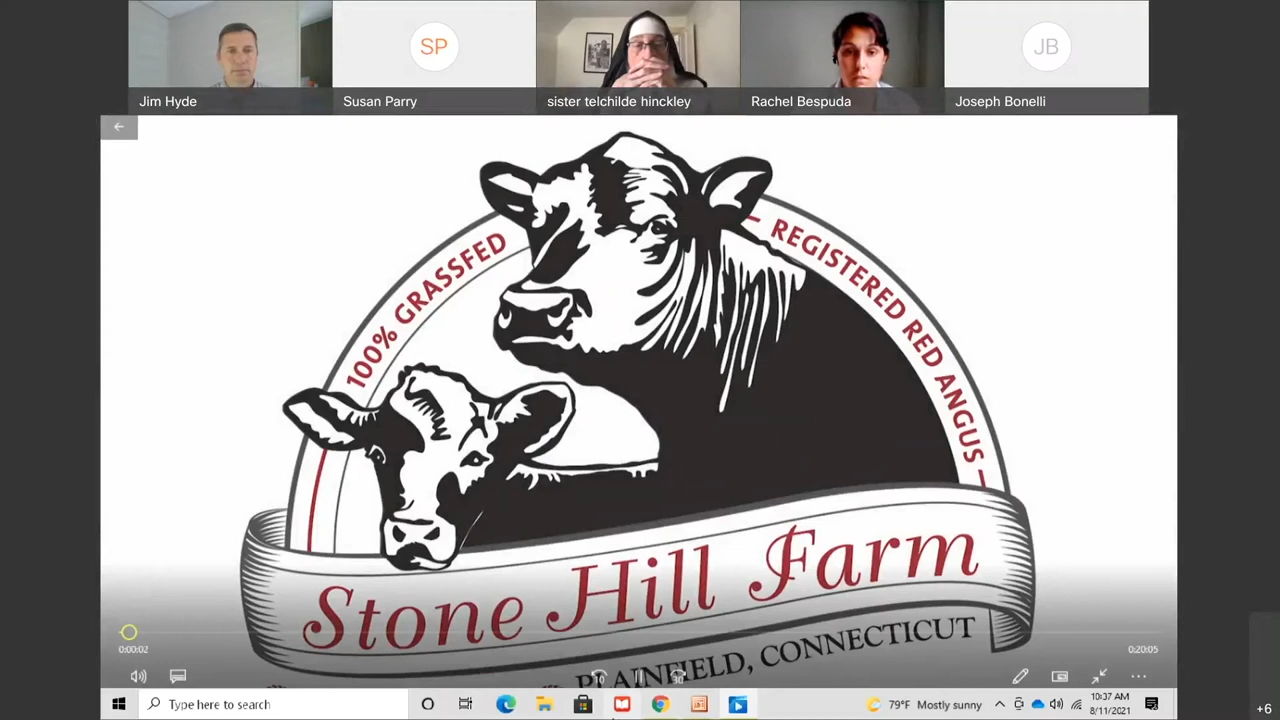 SP
JB
Jim Hyde
Susan Parry
sister telchilde hinckley
Rachel Bespuda
Joseph Bonelli
100% GRASSFED
REGISTERED RED ANGUS
Stone Hill Farm
PLAINFIELD, CONNECTICUT
0:00:02
0:20:05
10
30
Type here to search
79°F Mostly sunny
10:37 AM
8/11/2021
+6